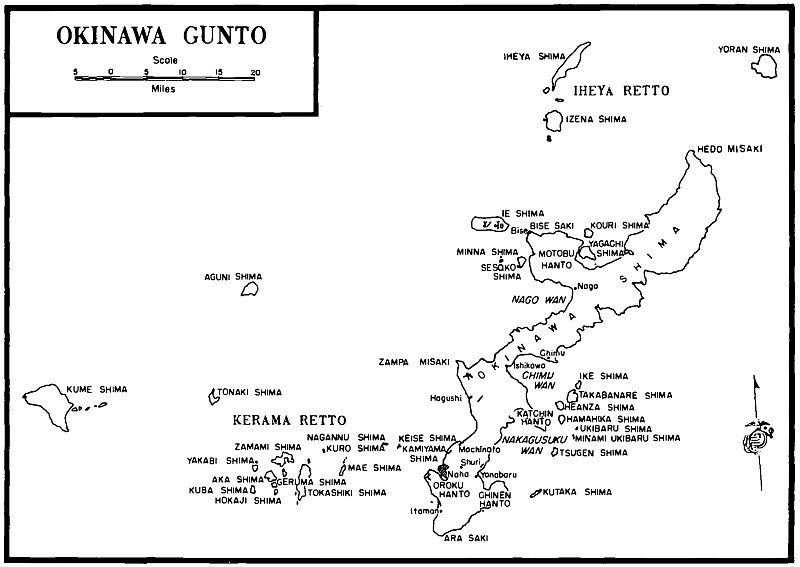 OKINAWA GUNTO
Scale
5 0 5 10 15 20
Miles
IHEYA SHIMA
YORAN SHIMA
IHEYA RETTO
IZENA SHIMA
HEDO MISAKI
IE SHIMA
Ie
Bise
BISE SAKI
KOURI SHIMA
YAGACHI
SHIMA
MINNA SHIMA
MOTOBU
HANTO
SESOKO
SHIMA
AGUNI SHIMA
Nago
NAGO WAN
OKINAWA SHIMA
Chimu
ZAMPA MISAKI
Ishikawa
CHIMU
WAN
IKE SHIMA
KUME SHIMA
TONAKI SHIMA
Hagushi
TAKABANARE SHIMA
HEANZA SHIMA
KATCHIN
HANTO
HAMAHIKA SHIMA
KERAMA RETTO
UKIBARU SHIMA
NAGANNU SHIMA
KEISE SHIMA
NAKAGUSUKU
WAN
MINAMI UKIBARU SHIMA
ZAMAMI SHIMA
KURO SHIMA
KAMIYAMA
SHIMA
Machinato
TSUGEN SHIMA
YAKABI SHIMA
MAE SHIMA
Shuri
Naha
Yonabaru
AKA SHIMA
GERUMA SHIMA
OROKU
HANTO
KUBA SHIMA
TOKASHIKI SHIMA
CHINEN
HANTO
KUTAKA SHIMA
HOKAJI SHIMA
Itoman
ARA SAKI